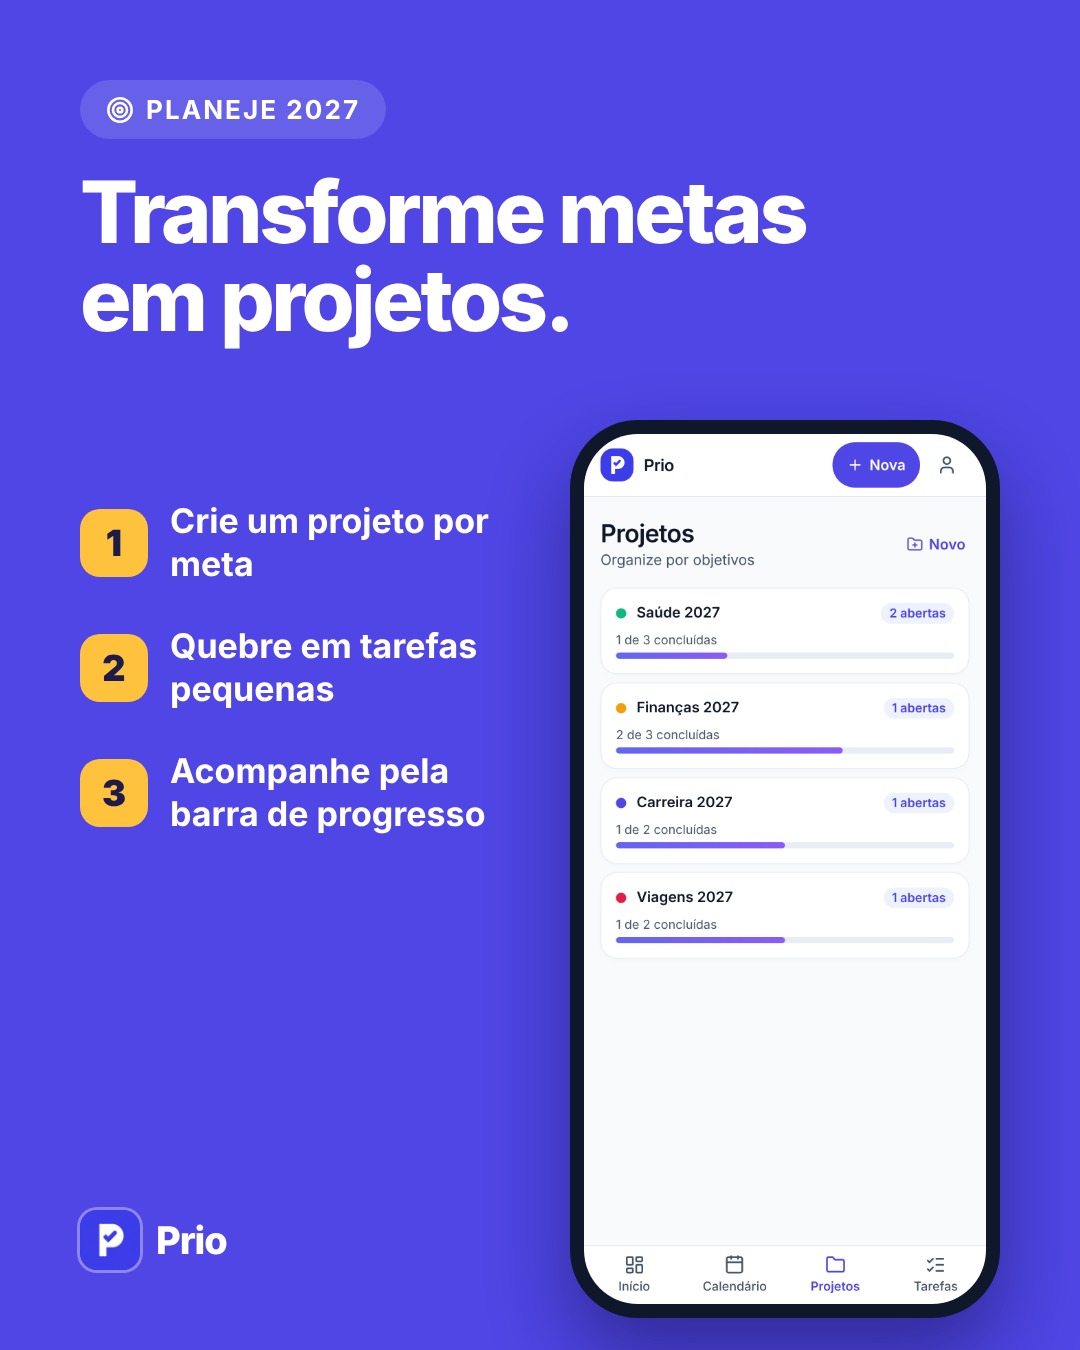 PLANEJE 2027
Transforme metas
em projetos.
1
Crie um projeto por
meta
2
Quebre em tarefas
pequenas
3
Acompanhe pela
barra de progresso
Prio
Prio
+ Nova
Projetos
Organize por objetivos
Novo
Saúde 2027
2 abertas
1 de 3 concluídas
Finanças 2027
1 abertas
2 de 3 concluídas
Carreira 2027
1 abertas
1 de 2 concluídas
Viagens 2027
1 abertas
1 de 2 concluídas
Início
Calendário
Projetos
Tarefas